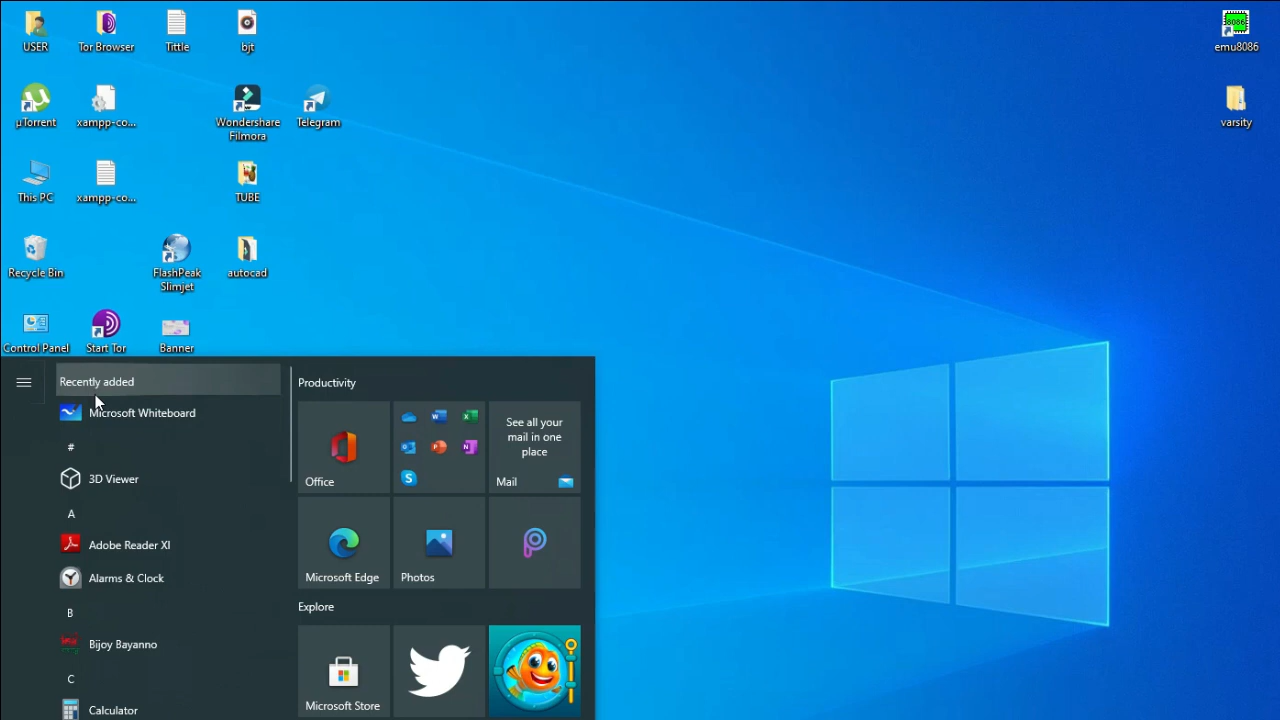 USER
Tor Browser
Tittle
bjt
emu8086
µTorrent
xampp-co...
Wondershare
Filmora
Telegram
varsity
This PC
xampp-co...
TUBE
Recycle Bin
FlashPeak
Slimjet
autocad
Control Panel
Start Tor
Banner
Recently added
Microsoft Whiteboard
#
3D Viewer
A
Adobe Reader XI
Alarms & Clock
B
Bijoy Bayanno
C
Calculator
Productivity
Office
See all your
mail in one
place
Mail
Microsoft Edge
Photos
Explore
Microsoft Store